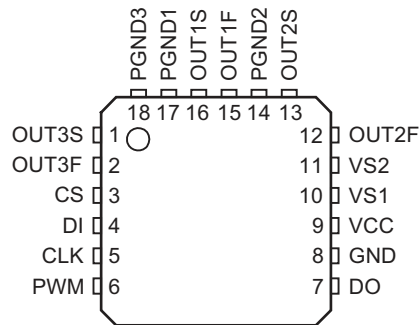 PGND3 PGND1 OUT1S OUT1F PGND2 OUT2S
18 17 16 15 14 13
OUT3S 1 12 OUT2F
OUT3F 2 11 VS2
CS 3 10 VS1
DI 4 9 VCC
CLK 5 8 GND
PWM 6 7 DO